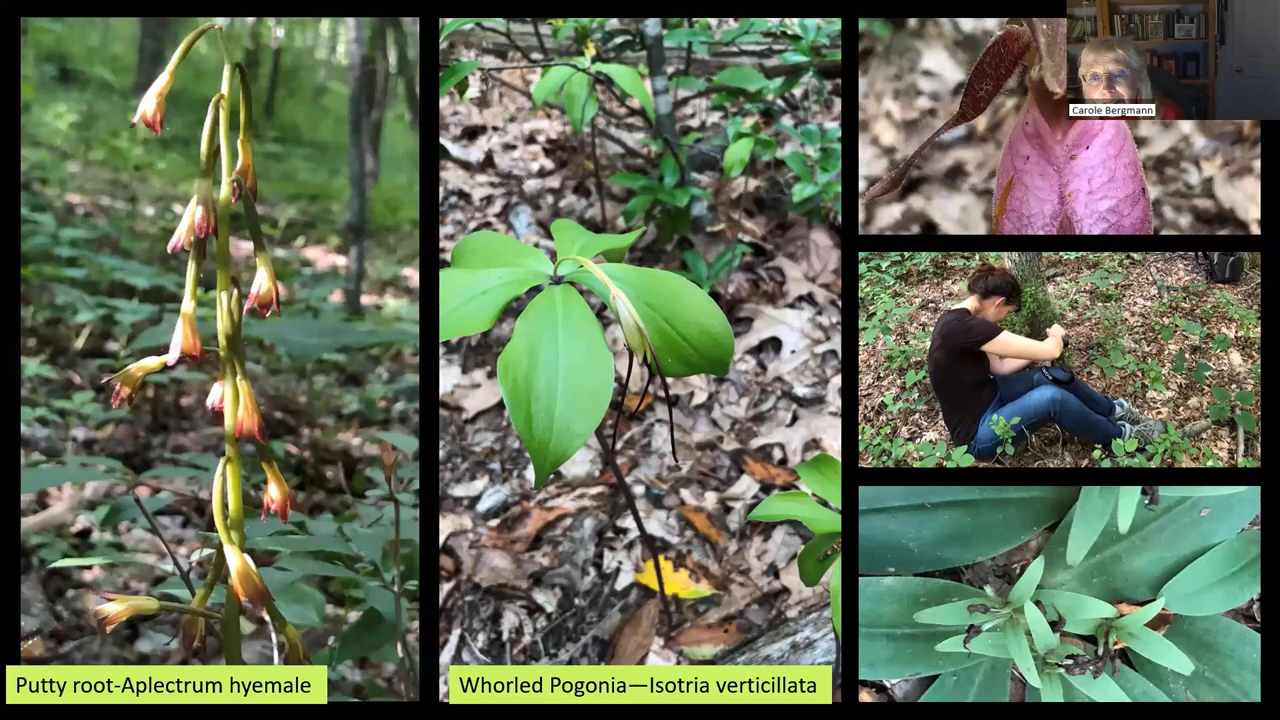 Carole Bergmann
Putty root-Aplectrum hyemale
Whorled Pogonia—Isotria verticillata